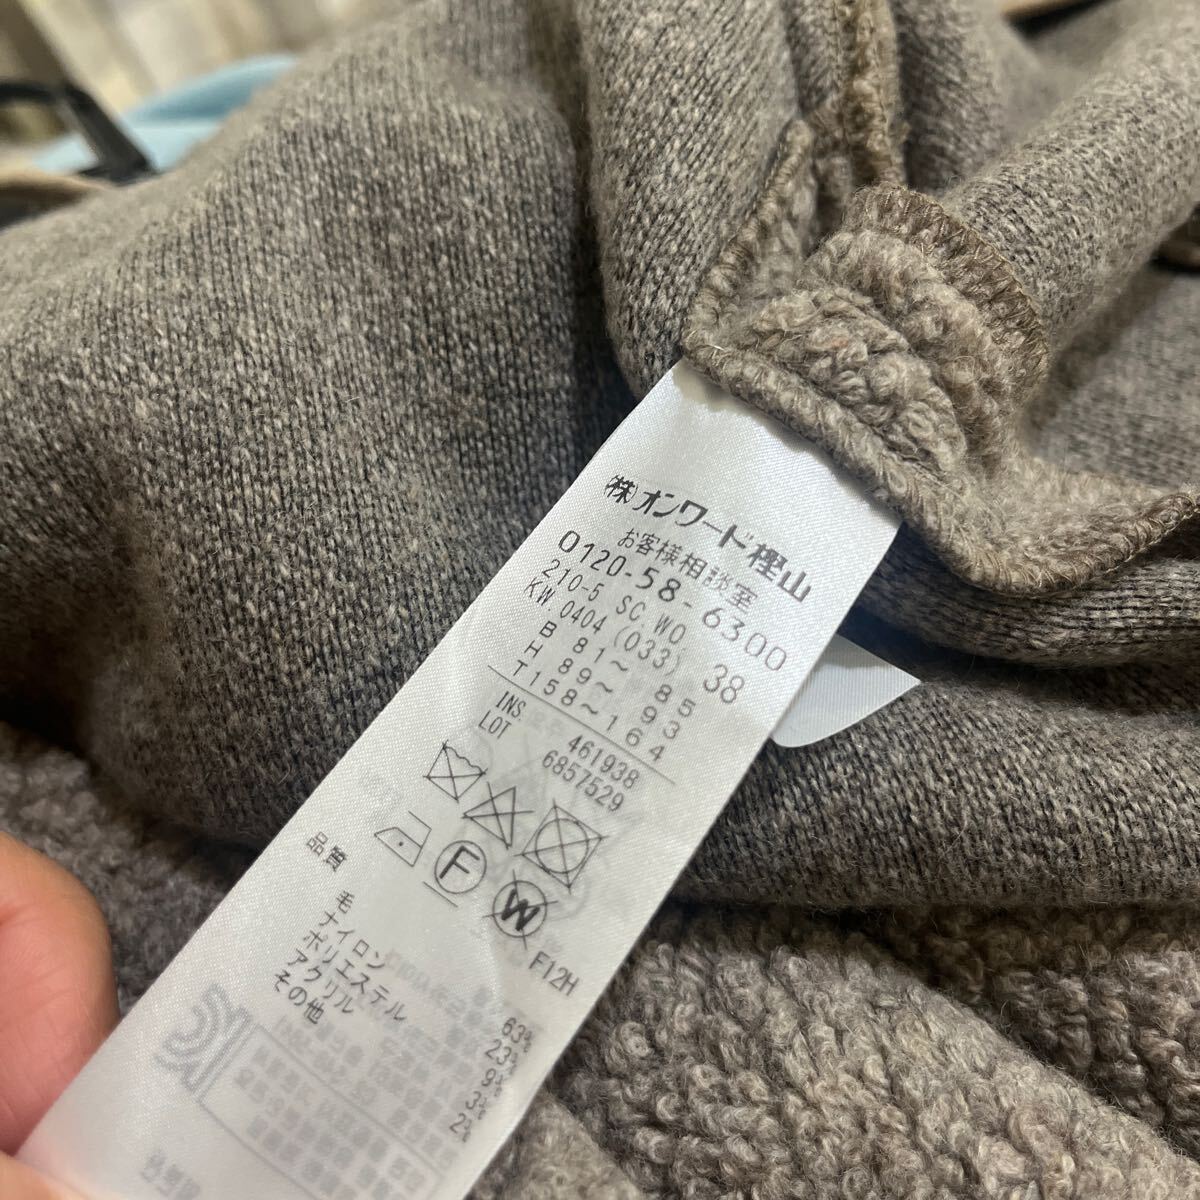 (株)オンワード樫山
お客様相談室
0120-58-6300
210-5 SC WO
KW.0404 (033) 38
B 81～ 85
H 89～ 93
T158～164
INS. 461938
LOT 6857529
F
W
F12H
品質
毛 63%
ナイロン 23%
ポリエステル 9%
アクリル 3%
その他 2%